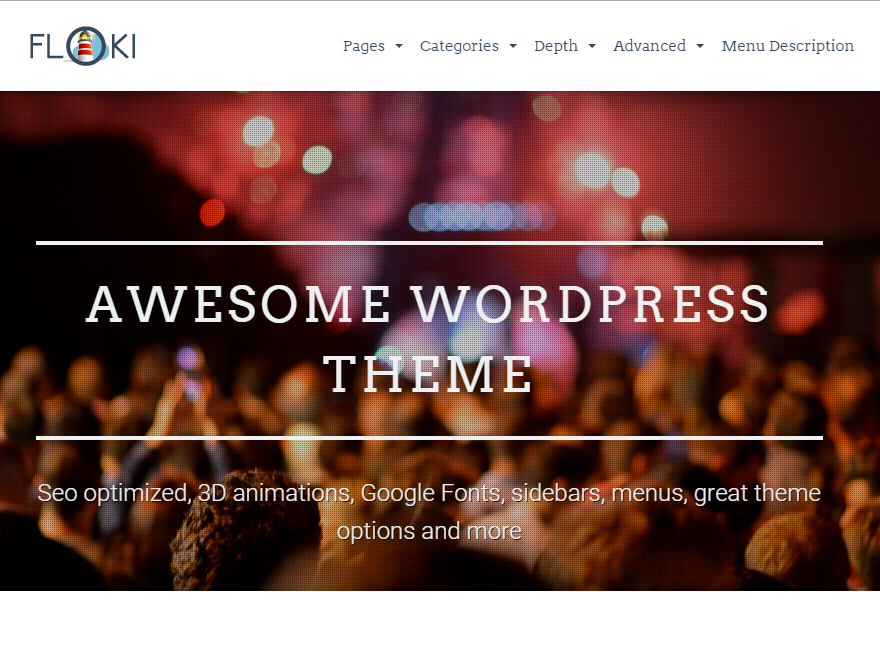 FLOKI
Pages Categories Depth Advanced Menu Description
AWESOME WORDPRESS
THEME
Seo optimized, 3D animations, Google Fonts, sidebars, menus, great theme
options and more